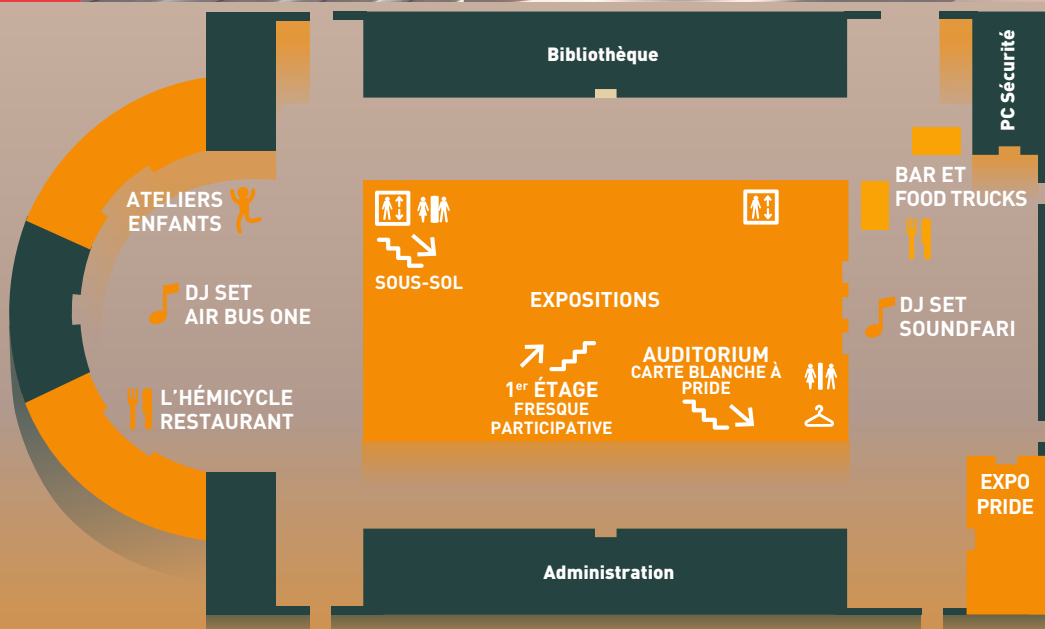 Bibliothèque
PC Sécurité
ATELIERS
ENFANTS
BAR ET
FOOD TRUCKS
SOUS-SOL
DJ SET
AIR BUS ONE
EXPOSITIONS
DJ SET
SOUNDFARI
1er ÉTAGE
FRESQUE
PARTICIPATIVE
AUDITORIUM
CARTE BLANCHE À
PRIDE
L'HÉMICYCLE
RESTAURANT
EXPO
PRIDE
Administration